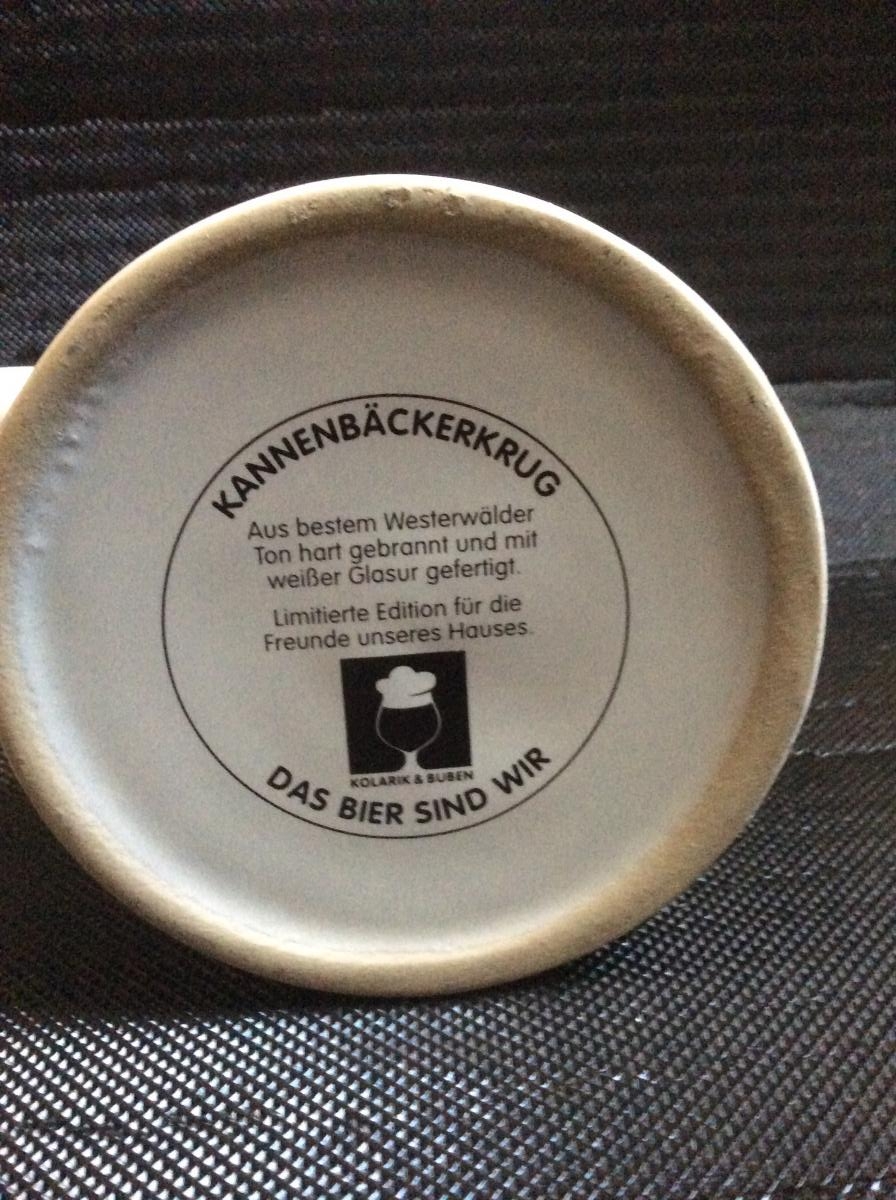 KANNENBÄCKERKRUG
Aus bestem Westerwälder
Ton hart gebrannt und mit
weißer Glasur gefertigt.
Limitierte Edition für die
Freunde unseres Hauses.
KOLARIK & BUBEN
DAS BIER SIND WIR